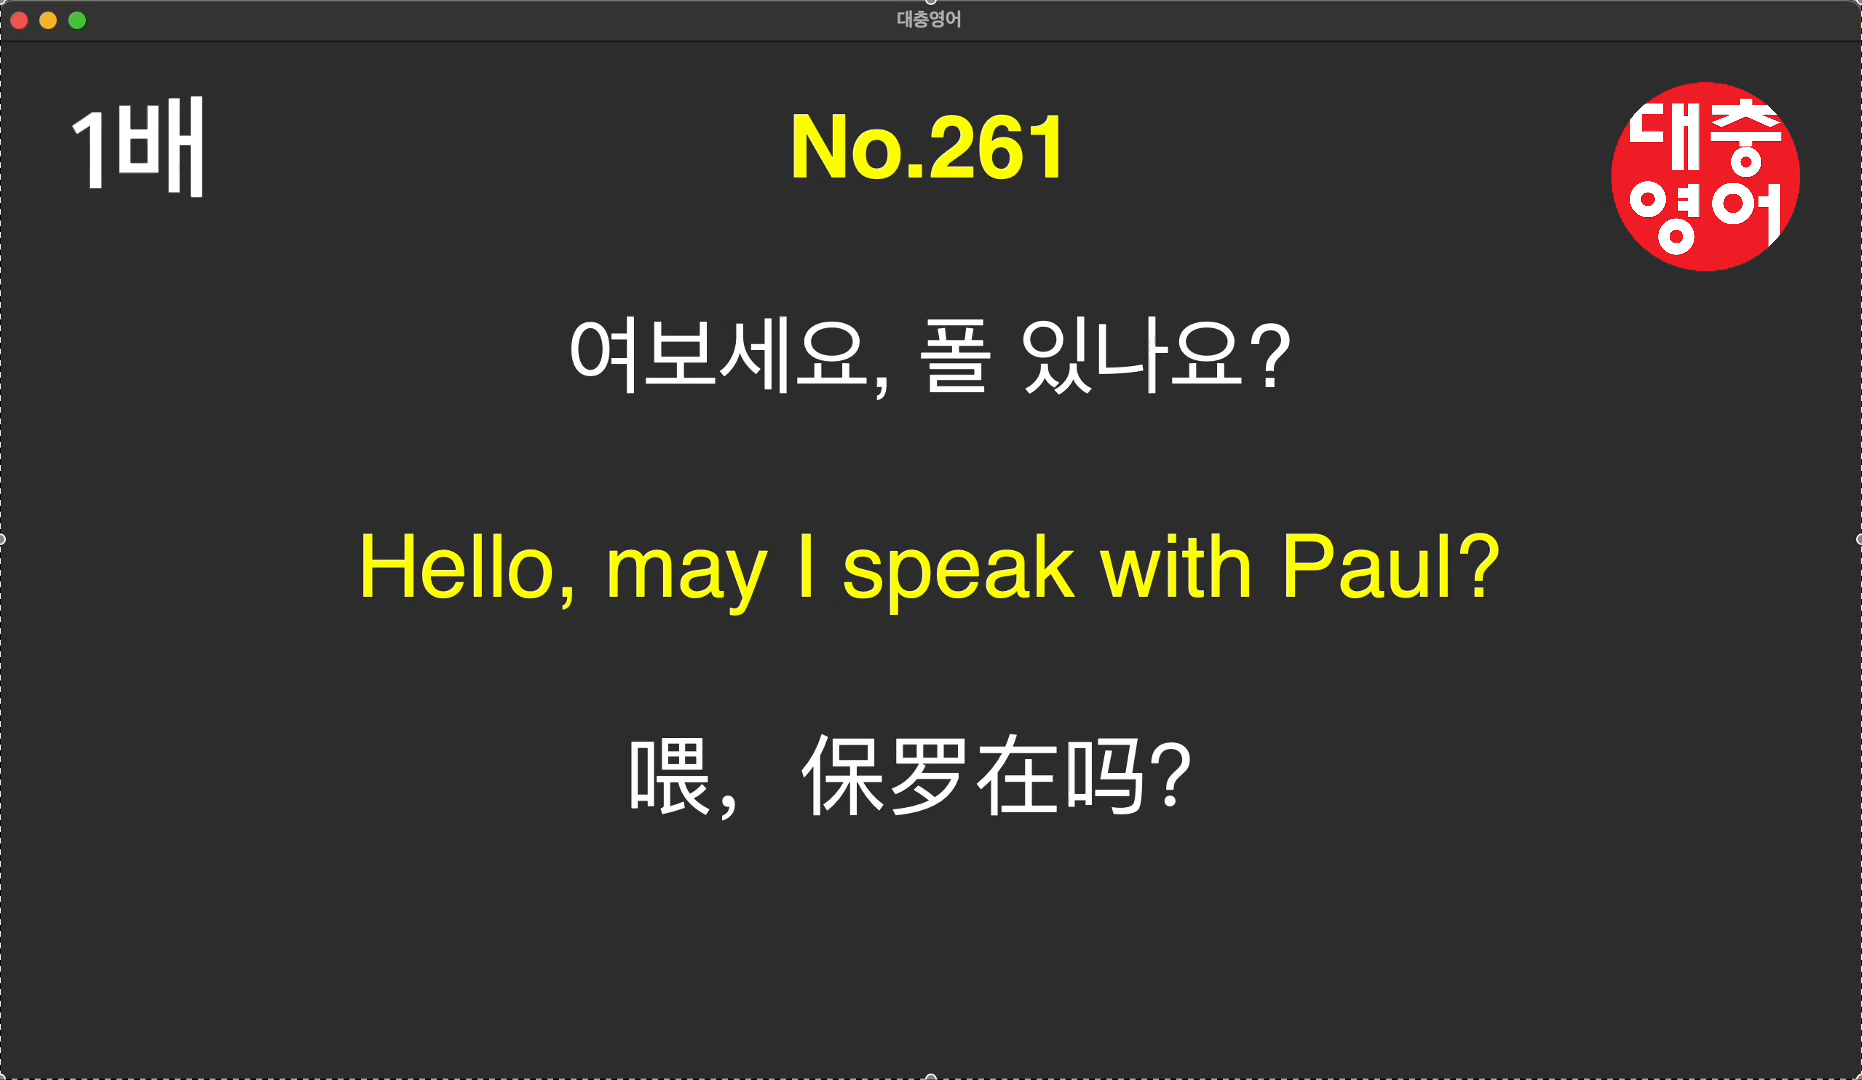 대충영어
1배
No.261
대충
영어
여보세요, 폴 있나요?
Hello, may I speak with Paul?
喂，保罗在吗?